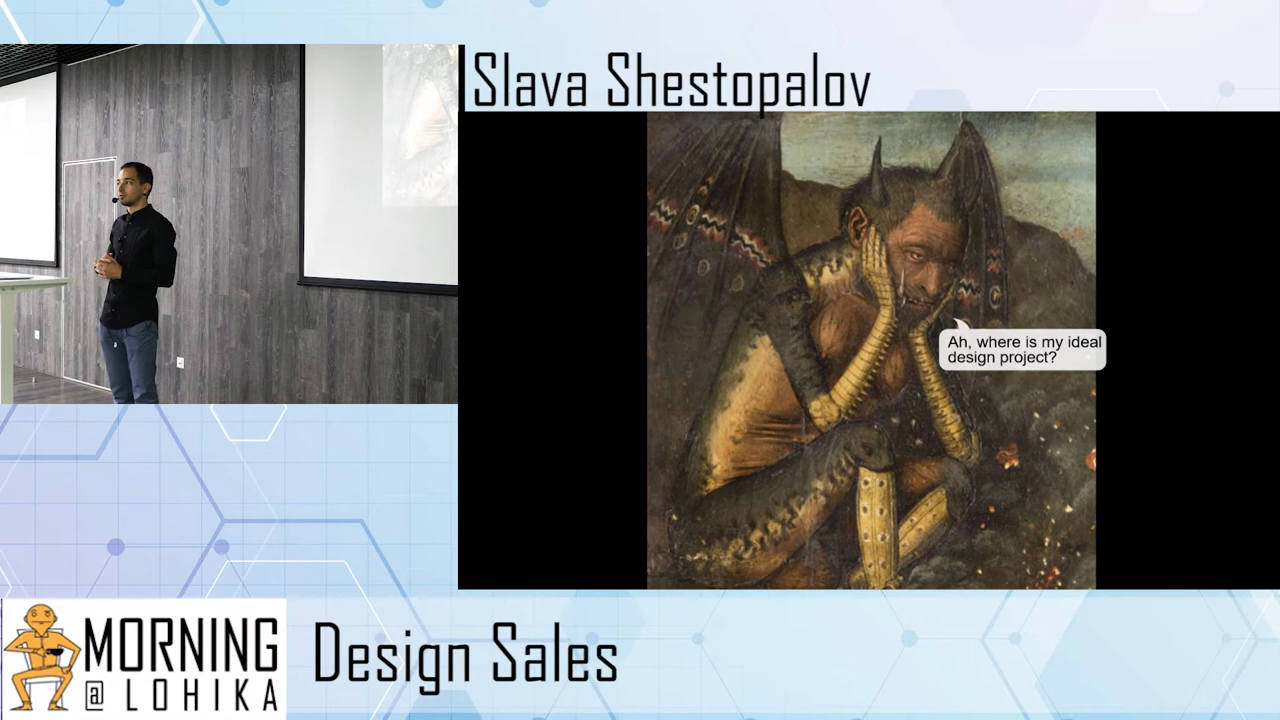 Slava Shestopalov
Ah, where is my ideal
design project?
MORNING
@ LOHIKA
Design Sales